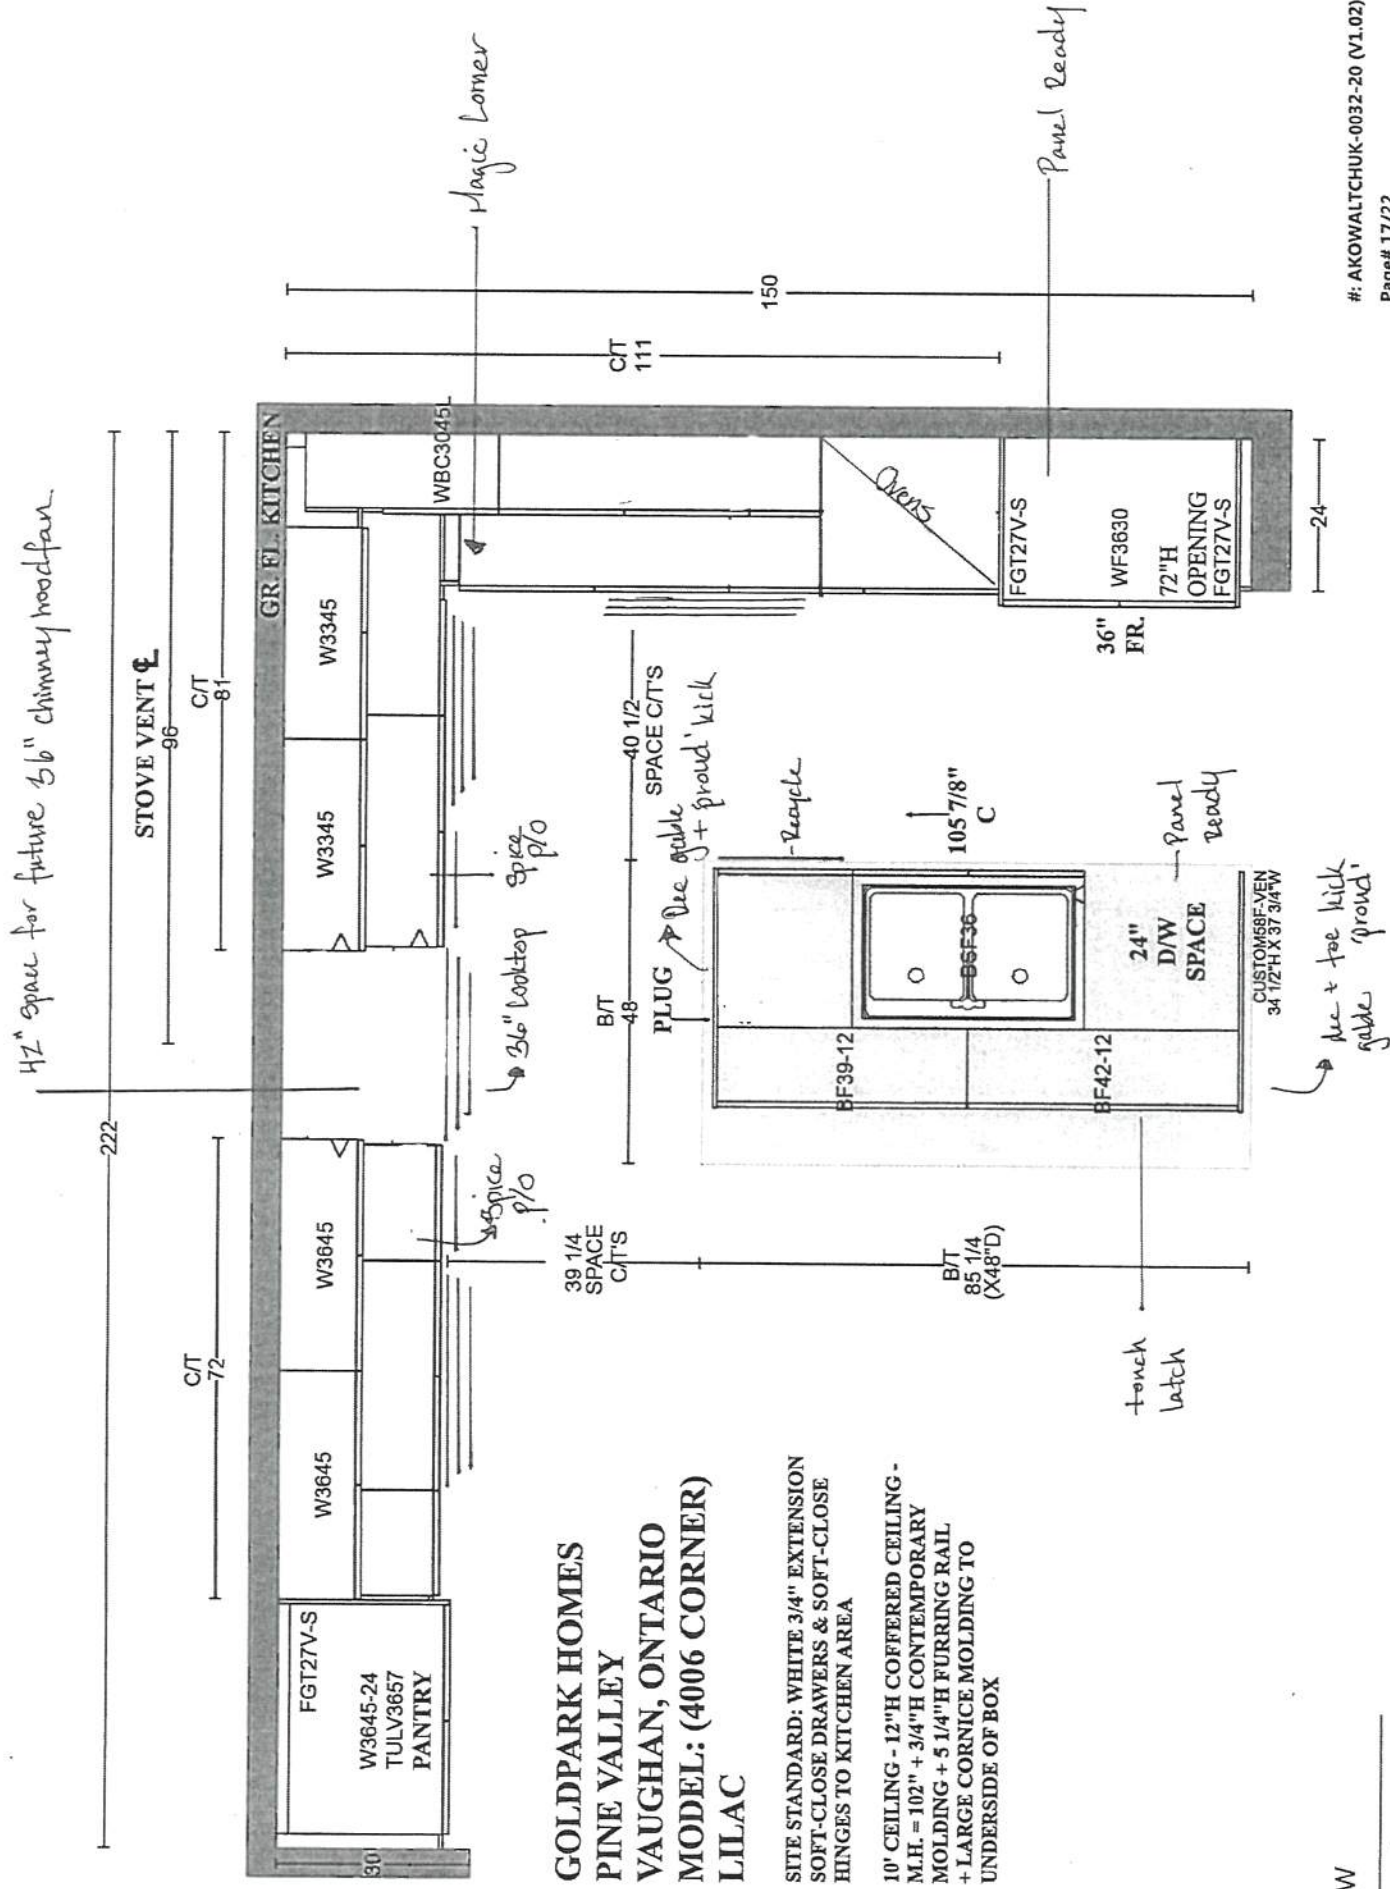 42" Space for future 36" chimney hoodfan.
222
STOVE VENT ℄
96
C/T
72
C/T
81
GR. FL. KITCHEN
30
FGT27V-S
W3645-24
TULV3657
PANTRY
W3645
W3645
W3345
W3345
WBC3045L
Magic Corner
Spice
P/O
36" Cooktop
Spice
P/O
C/T
111
150
Ovens
FGT27V-S
WF3630
72"H
OPENING
FGT27V-S
36"
FR.
24
Panel Ready
39 1/4
SPACE
C/T'S
B/T
48
40 1/2
SPACE C/T'S
PLUG
Dec gable
+ 'proud' kick
Recycle
105 7/8"
C
BF39-12
BF42-12
BSF36
24"
D/W
SPACE
Panel
Ready
CUSTOM58F-VEN
34 1/2"H X 37 3/4"W
dec + toe kick
gable 'proud'
B/T
85 1/4
(X48"D)
touch
latch
GOLDPARK HOMES
PINE VALLEY
VAUGHAN, ONTARIO
MODEL: (4006 CORNER)
LILAC
SITE STANDARD: WHITE 3/4" EXTENSION
SOFT-CLOSE DRAWERS & SOFT-CLOSE
HINGES TO KITCHEN AREA
10' CEILING - 12"H COFFERED CEILING -
M.H. = 102" + 3/4"H CONTEMPORARY
MOLDING + 5 1/4"H FURRING RAIL
+ LARGE CORNICE MOLDING TO
UNDERSIDE OF BOX
#: AKOWALTCHUK-0032-20 (V1.02)
Page# 17/22
W